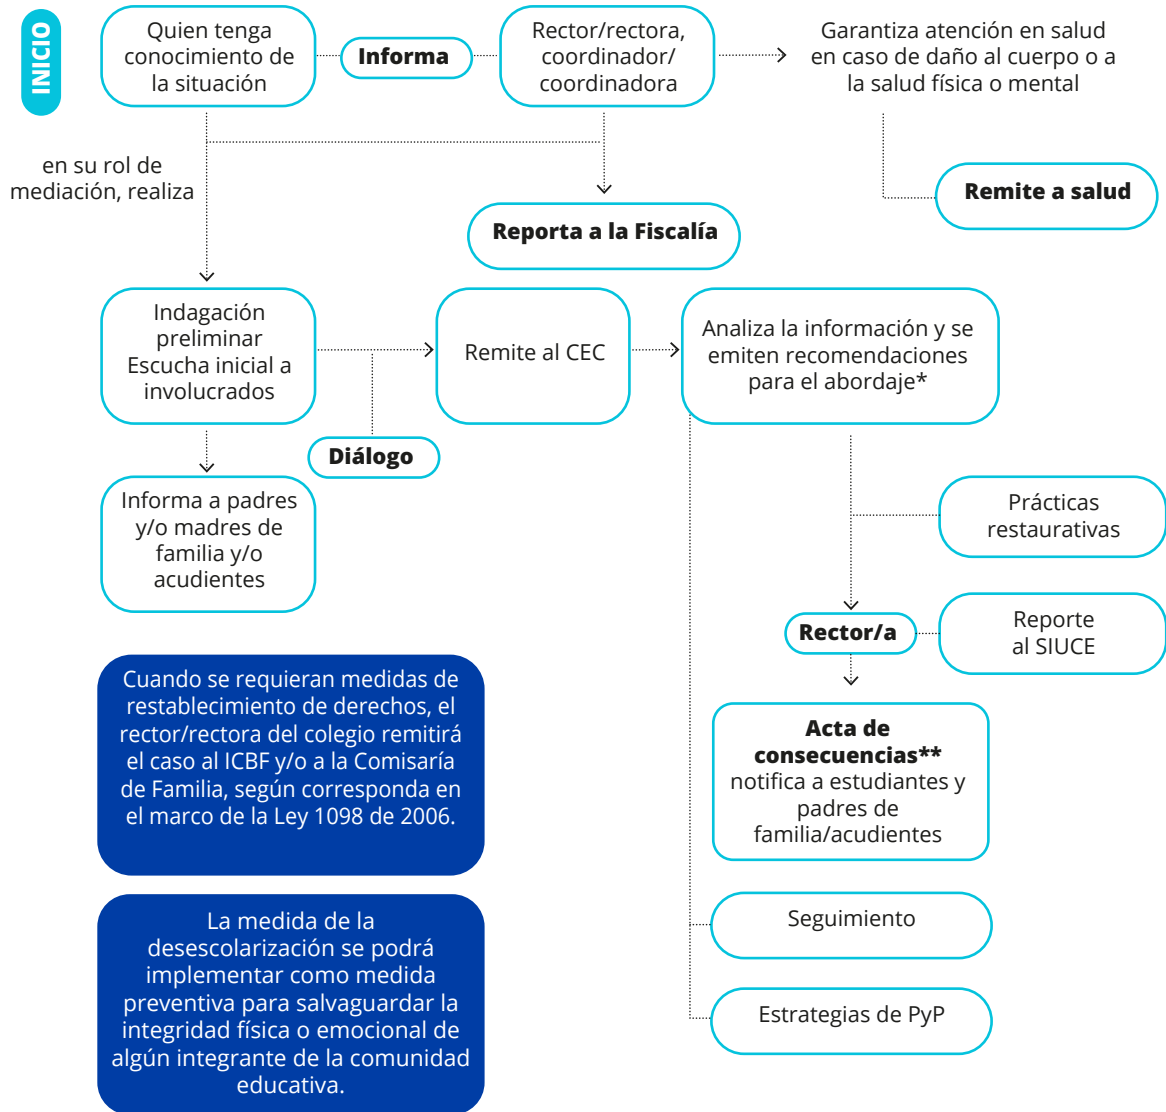 INICIO
Quien tenga
conocimiento de
la situación
Informa
Rector/rectora,
coordinador/
coordinadora
Garantiza atención en salud
en caso de daño al cuerpo o a
la salud física o mental
en su rol de
mediación, realiza
Remite a salud
Reporta a la Fiscalía
Indagación
preliminar
Escucha inicial a
involucrados
Diálogo
Remite al CEC
Analiza la información y se
emiten recomendaciones
para el abordaje*
Informa a padres
y/o madres de
familia y/o
acudientes
Prácticas
restaurativas
Rector/a
Reporte
al SIUCE
Acta de
consecuencias**
notifica a estudiantes y
padres de
familia/acudientes
Seguimiento
Estrategias de PyP
Cuando se requieran medidas de
restablecimiento de derechos, el
rector/rectora del colegio remitirá
el caso al ICBF y/o a la Comisaría
de Familia, según corresponda en
el marco de la Ley 1098 de 2006.
La medida de la
desescolarización se podrá
implementar como medida
preventiva para salvaguardar la
integridad física o emocional de
algún integrante de la comunidad
educativa.